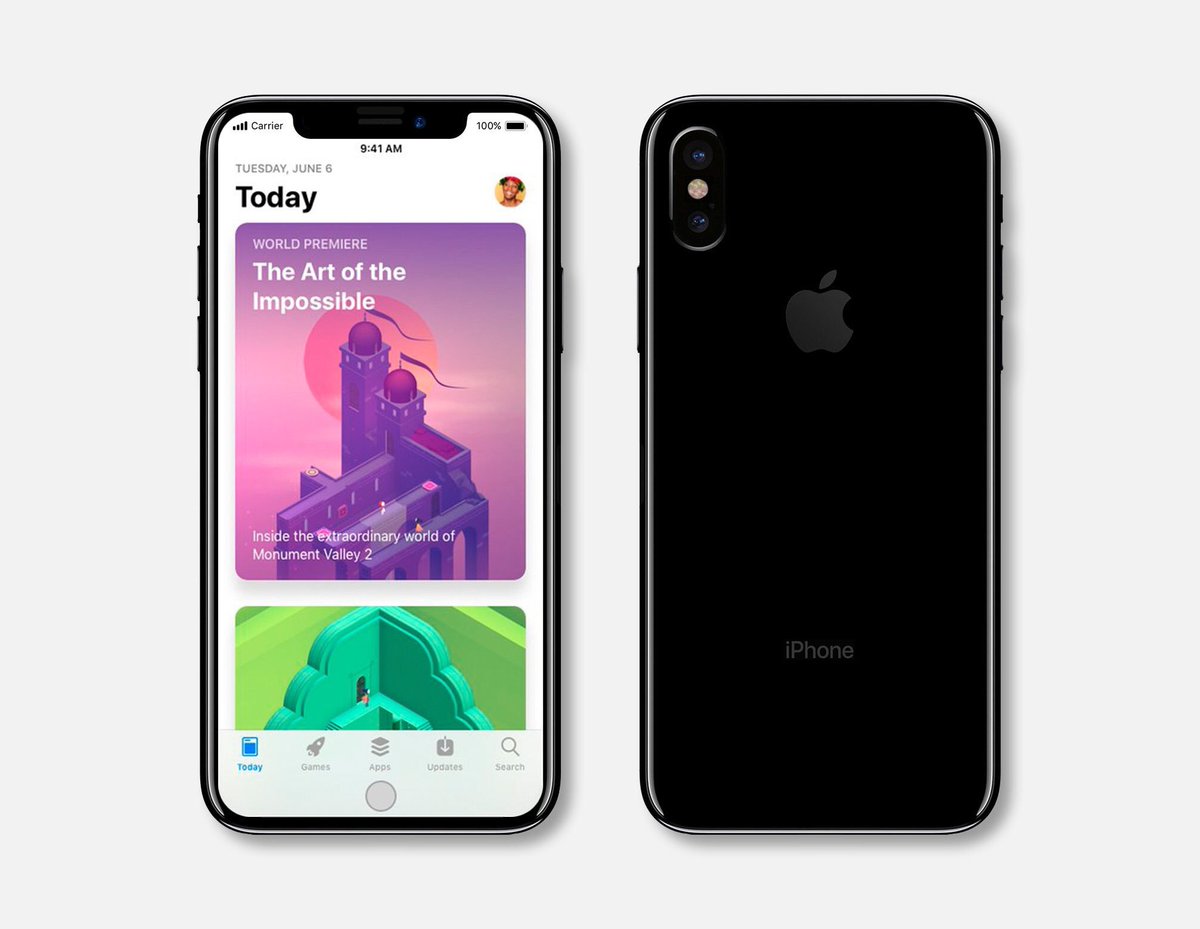 Carrier 100%
9:41 AM
TUESDAY, JUNE 6
Today
WORLD PREMIERE
The Art of the
Impossible
Inside the extraordinary world of
Monument Valley 2
Today Games Apps Updates Search
iPhone